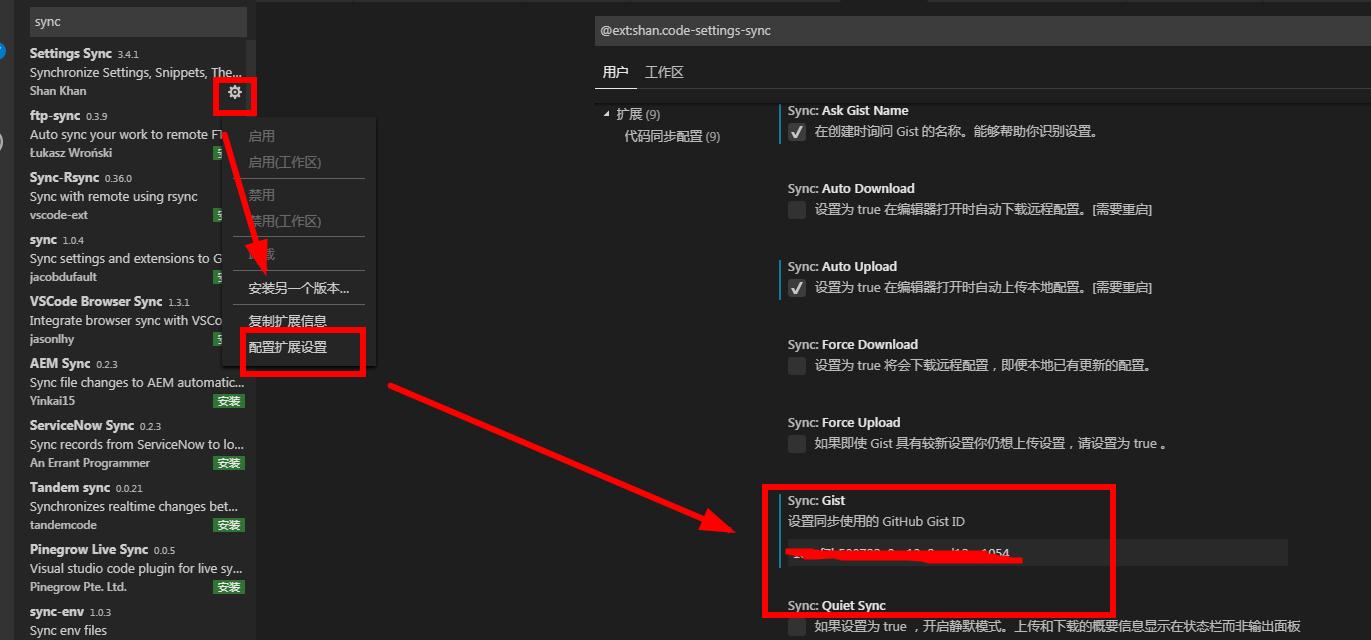 sync
Settings Sync 3.4.1
Synchronize Settings, Snippets, The...
Shan Khan
ftp-sync 0.3.9
Auto sync your work to remote FT
Łukasz Wroński
Sync-Rsync 0.36.0
Sync with remote using rsync
vscode-ext
sync 1.0.4
Sync settings and extensions to G
jacobdufault
VSCode Browser Sync 1.3.1
Integrate browser sync with VSCo
jasonlhy
AEM Sync 0.2.3
Sync file changes to AEM automatic...
Yinkai15
安装
ServiceNow Sync 0.2.3
Sync records from ServiceNow to lo...
An Errant Programmer
安装
Tandem sync 0.0.21
Synchronizes realtime changes bet...
tandemcode
安装
Pinegrow Live Sync 0.0.5
Visual studio code plugin for live sy...
Pinegrow Pte. Ltd.
安装
sync-env 1.0.3
Sync env files
启用
启用(工作区)
禁用
禁用(工作区)
安装另一个版本...
复制扩展信息
配置扩展设置
@ext:shan.code-settings-sync
用户 工作区
扩展 (9)
代码同步配置 (9)
Sync: Ask Gist Name
在创建时询问 Gist 的名称。能够帮助你识别设置。
Sync: Auto Download
设置为 true 在编辑器打开时自动下载远程配置。[需要重启]
Sync: Auto Upload
设置为 true 在编辑器打开时自动上传本地配置。[需要重启]
Sync: Force Download
设置为 true 将会下载远程配置，即便本地已有更新的配置。
Sync: Force Upload
如果即使 Gist 具有较新设置你仍想上传设置，请设置为 true 。
Sync: Gist
设置同步使用的 GitHub Gist ID
Sync: Quiet Sync
如果设置为 true ，开启静默模式。上传和下载的概要信息显示在状态栏而非输出面板